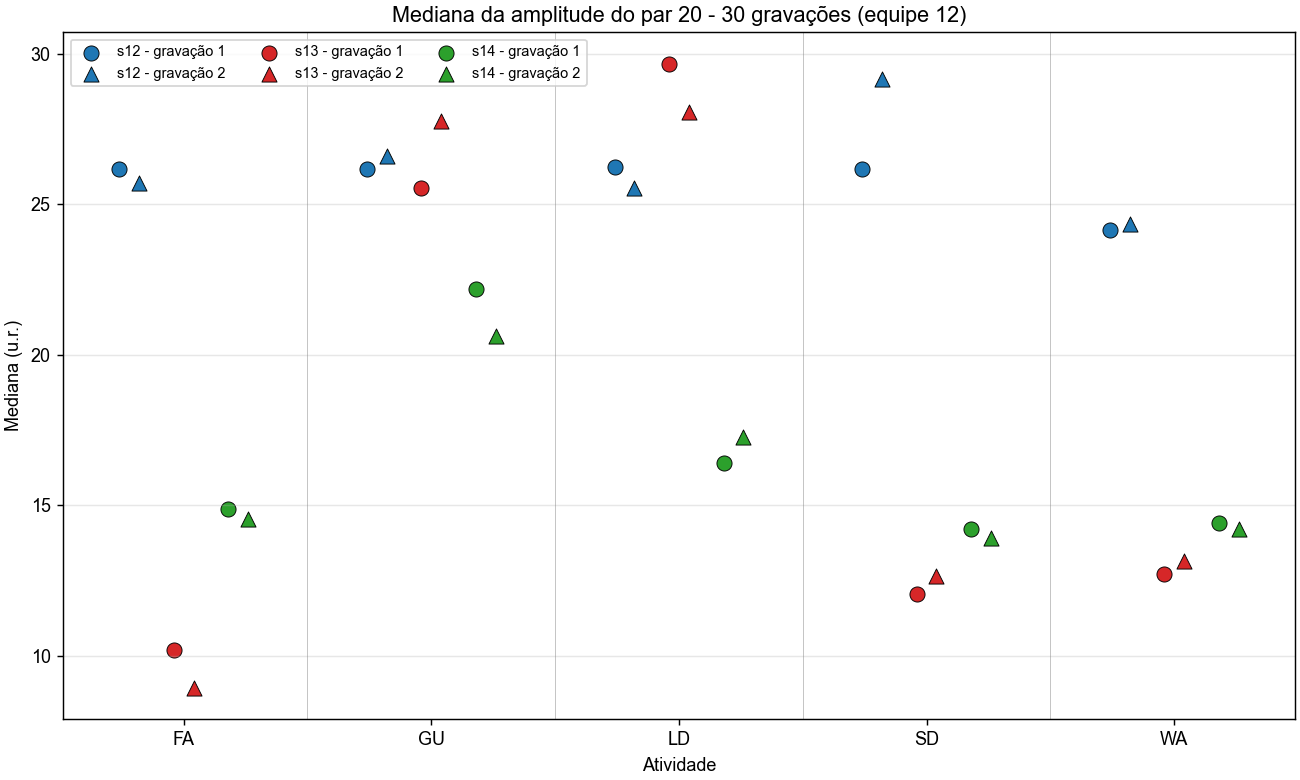 Mediana da amplitude do par 20 - 30 gravações (equipe 12)
s12 - gravação 1
s12 - gravação 2
s13 - gravação 1
s13 - gravação 2
s14 - gravação 1
s14 - gravação 2
30
25
20
15
10
Mediana (u.r.)
FA GU LD SD WA
Atividade